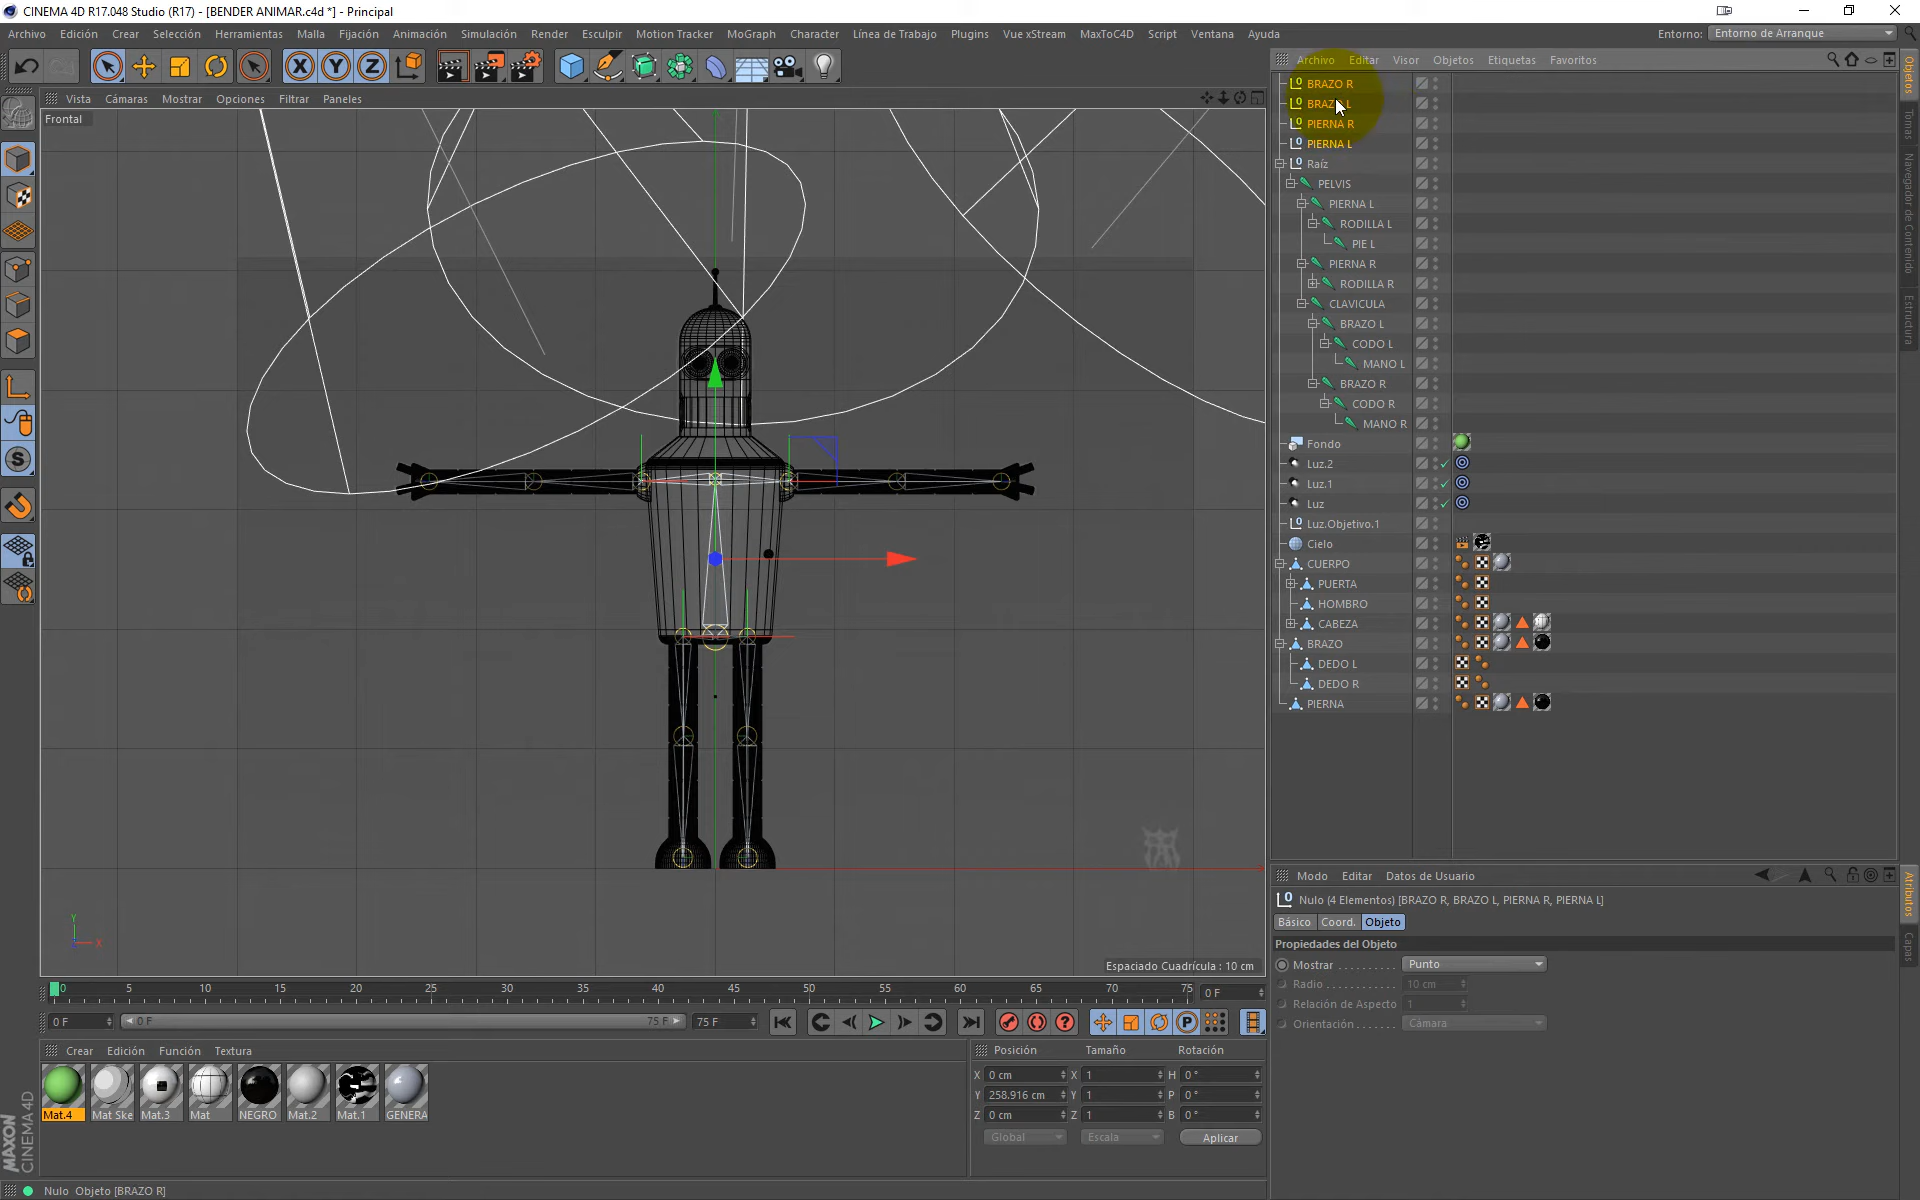 CINEMA 4D R17.048 Studio (R17) - [BENDER ANIMAR.c4d *] - Principal
Archivo Edición Crear Selección Herramientas Malla Fijación Animación Simulación Render Esculpir Motion Tracker MoGraph Character Línea de Trabajo Plugins Vue xStream MaxToC4D Script Ventana Ayuda Entorno: Entorno de Arranque
X Y Z
Archivo Editar Visor Objetos Etiquetas Favoritos
Vista Cámaras Mostrar Opciones Filtrar Paneles
Frontal
BRAZO R
BRAZO L
PIERNA R
PIERNA L
Raíz
PELVIS
PIERNA L
RODILLA L
PIE L
PIERNA R
RODILLA R
CLAVICULA
BRAZO L
CODO L
MANO L
BRAZO R
CODO R
MANO R
Fondo
Luz.2
Luz.1
Luz
Luz.Objetivo.1
Cielo
CUERPO
PUERTA
HOMBRO
CABEZA
BRAZO
DEDO L
DEDO R
PIERNA
Objetos
Tomas
Navegador de Contenido
Estructura
Y
X
Espaciado Cuadrícula : 10 cm
Modo Editar Datos de Usuario
Nulo (4 Elementos) [BRAZO R, BRAZO L, PIERNA R, PIERNA L]
Básico Coord. Objeto
Propiedades del Objeto
Mostrar . . . . . . . . . . Punto
Radio . . . . . . . . . . . . 10 cm
Relación de Aspecto 1
Orientación . . . . . . . Cámara
Atributos
Capas
0 5 10 15 20 25 30 35 40 45 50 55 60 65 70 75 0 F
0 F 0 F 75 F 75 F
Crear Edición Función Textura
Mat.4 Mat Ske Mat.3 Mat NEGRO Mat.2 Mat.1 GENERA
Posición Tamaño Rotación
X 0 cm X 1 H 0 °
Y 258.916 cm Y 1 P 0 °
Z 0 cm Z 1 B 0 °
Global Escala Aplicar
MAXON
CINEMA 4D
Nulo Objeto [BRAZO R]